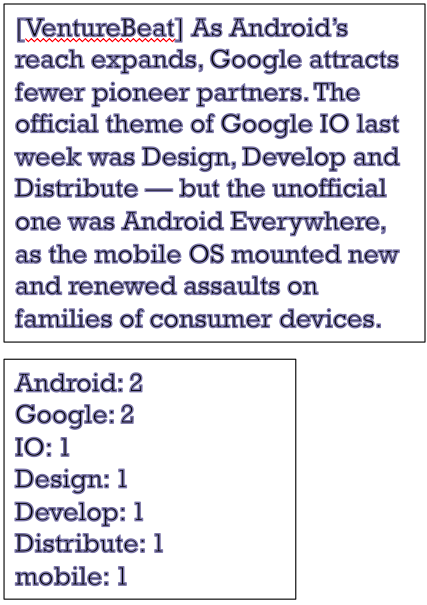 [VentureBeat] As Android’s
reach expands, Google attracts
fewer pioneer partners. The
official theme of Google IO last
week was Design, Develop and
Distribute — but the unofficial
one was Android Everywhere,
as the mobile OS mounted new
and renewed assaults on
families of consumer devices.
Android: 2
Google: 2
IO: 1
Design: 1
Develop: 1
Distribute: 1
mobile: 1